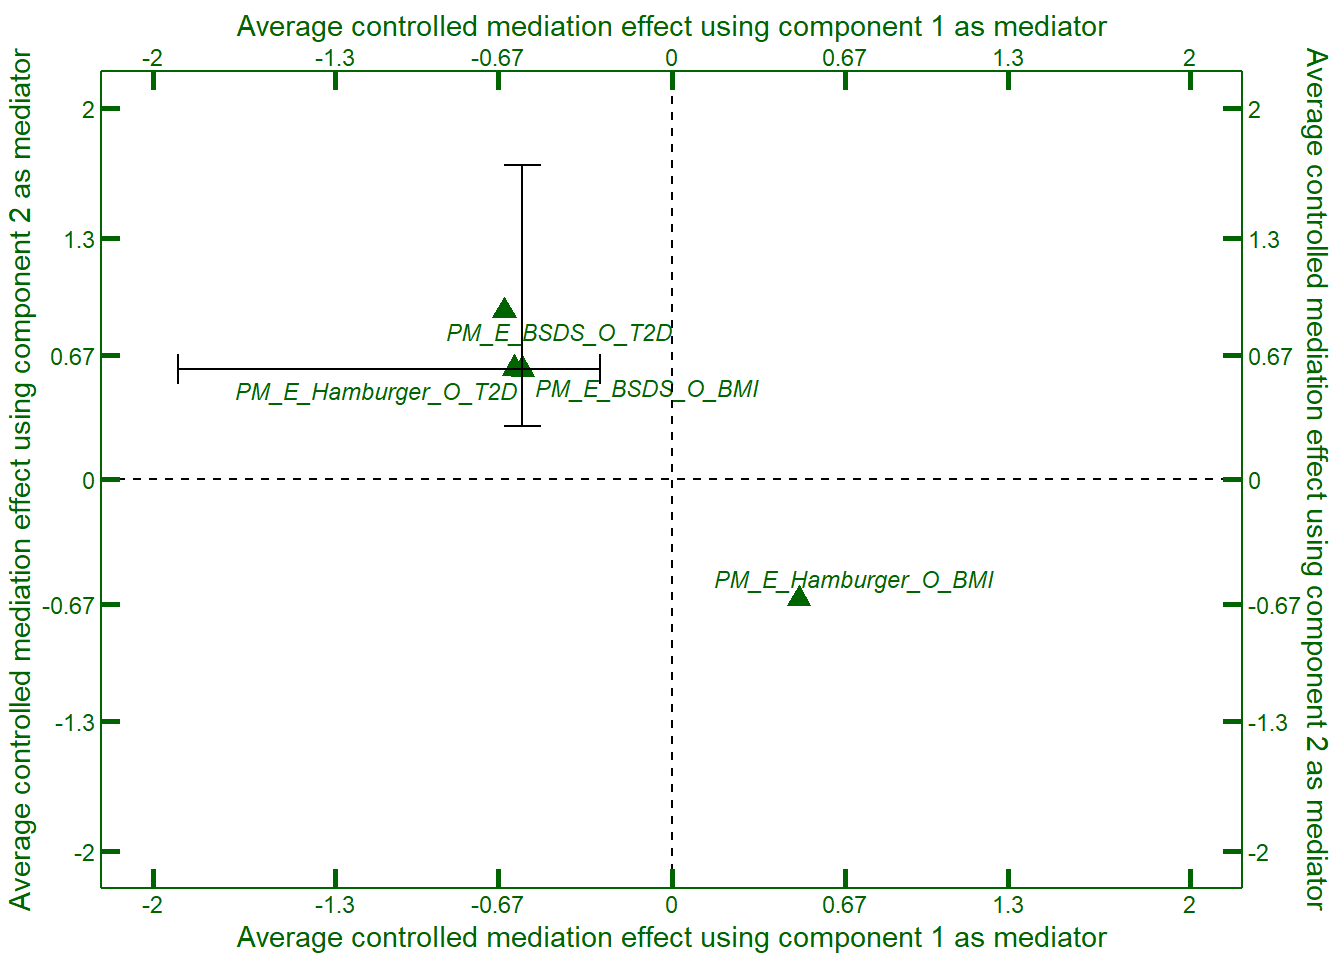 Average controlled mediation effect using component 1 as mediator
-2 -1.3 -0.67 0 0.67 1.3 2
Average controlled mediation effect using component 2 as mediator
2 1.3 0.67 0 -0.67 -1.3 -2
PM_E_BSDS_O_T2D
PM_E_Hamburger_O_T2D
PM_E_BSDS_O_BMI
PM_E_Hamburger_O_BMI
2 1.3 0.67 0 -0.67 -1.3 -2
Average controlled mediation effect using component 2 as mediator
-2 -1.3 -0.67 0 0.67 1.3 2
Average controlled mediation effect using component 1 as mediator